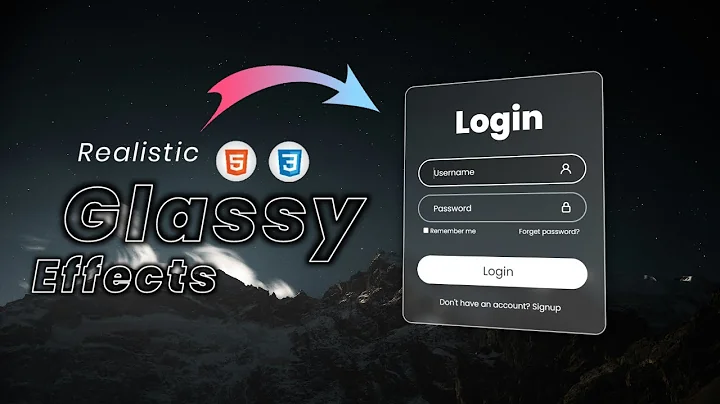 Realistic
5
3
Glassy
Effects
Login
Username
Password
Remember me
Forget password?
Login
Don't have an account? Signup